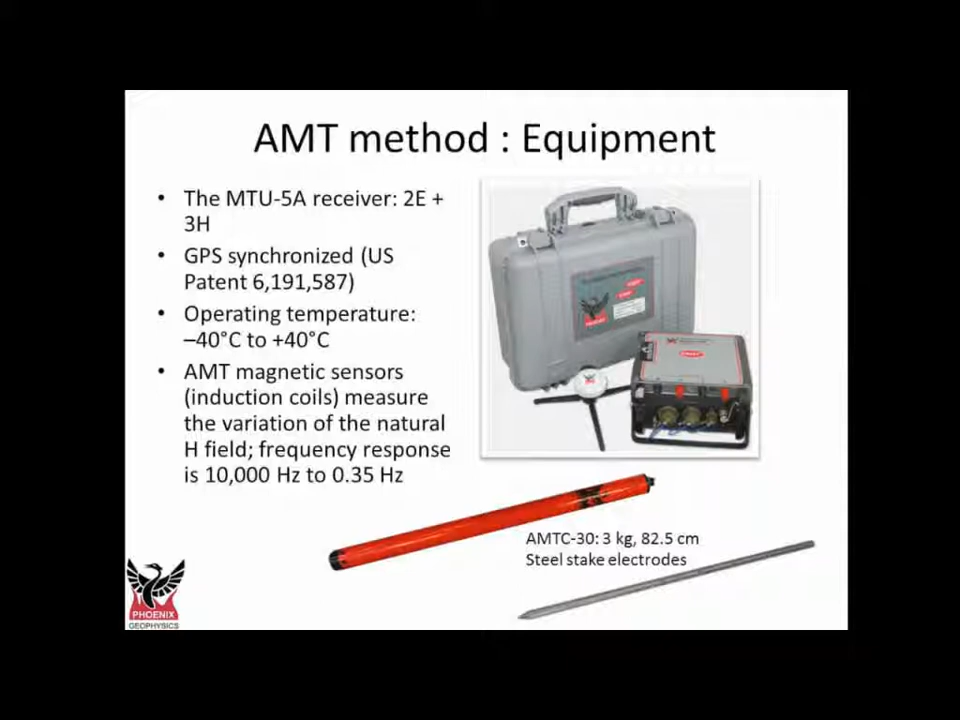 AMT method : Equipment
• The MTU-5A receiver: 2E +
3H
• GPS synchronized (US
Patent 6,191,587)
• Operating temperature:
–40°C to +40°C
• AMT magnetic sensors
(induction coils) measure
the variation of the natural
H field; frequency response
is 10,000 Hz to 0.35 Hz
AMTC-30: 3 kg, 82.5 cm
Steel stake electrodes
PHOENIX
GEOPHYSICS